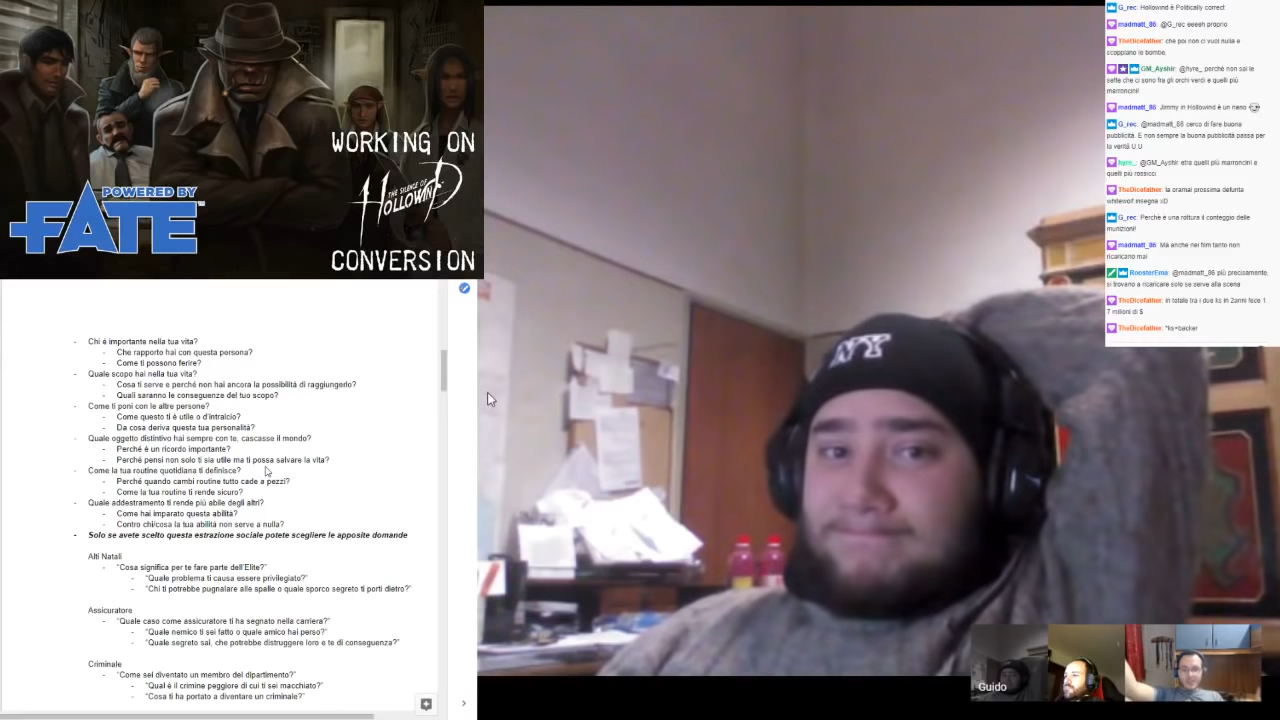 WORKING ON
THE SILENCE OF
HOLLOWIND
CONVERSION
POWERED BY
FATE™
- Chi è importante nella tua vita?
- Che rapporto hai con questa persona?
- Come ti possono ferire?
- Quale scopo hai nella tua vita?
- Cosa ti serve e perché non hai ancora la possibilità di raggiungerlo?
- Quali saranno le conseguenze del tuo scopo?
- Come ti poni con le altre persone?
- Come questo ti è utile o d'intralcio?
- Da cosa deriva questa tua personalità?
- Quale oggetto distintivo hai sempre con te, cascasse il mondo?
- Perché è un ricordo importante?
- Perché pensi non solo ti sia utile ma ti possa salvare la vita?
- Come la tua routine quotidiana ti definisce?
- Perché quando cambi routine tutto cade a pezzi?
- Come la tua routine ti rende sicuro?
- Quale addestramento ti rende più abile degli altri?
- Come hai imparato questa abilità?
- Contro chi/cosa la tua abilità non serve a nulla?
- Solo se avete scelto questa estrazione sociale potete scegliere le apposite domande
Alti Natali
- "Cosa significa per te fare parte dell'Elite?"
- "Quale problema ti causa essere privilegiato?"
- "Chi ti potrebbe pugnalare alle spalle o quale sporco segreto ti porti dietro?"
Assicuratore
- "Quale caso come assicuratore ti ha segnato nella carriera?"
- "Quale nemico ti sei fatto o quale amico hai perso?"
- "Quale segreto sai, che potrebbe distruggere loro e te di conseguenza?"
Criminale
- "Come sei diventato un membro del dipartimento?"
- "Qual è il crimine peggiore di cui ti sei macchiato?"
- "Cosa ti ha portato a diventare un criminale?"
NY
G_rec: Hollowind è Politically correct
madmatt_86: @G_rec eeeeh proprio
TheDicefather: che poi non ci vuol nulla e
scoppiano le bombe.
GM_Ayshir: @hyre_ perchè non sai le
sette che ci sono fra gli orchi verdi e quelli più
marroncini!
madmatt_86: Jimmy in Hollowind è un nano
G_rec: @madmatt_86 cerco di fare buona
pubblicità. E non sempre la buona pubblicità passa per
la verità U.U
hyre_: @GM_Ayshir etra quelli più marroncini e
quelli più rossicci
TheDicefather: la oramai prossima defunta
whitewolf insegna xD
G_rec: Perchè è una rottura il conteggio delle
munizioni!
madmatt_86: Ma anche nei film tanto non
ricaricano mai
RoosterEma: @madmatt_86 più precisamente,
si trovano a ricaricare solo se serve alla scena
TheDicefather: in totale tra i due ks in 2anni fece 1.
7 milioni di $
TheDicefather: *ks+backer
Guido